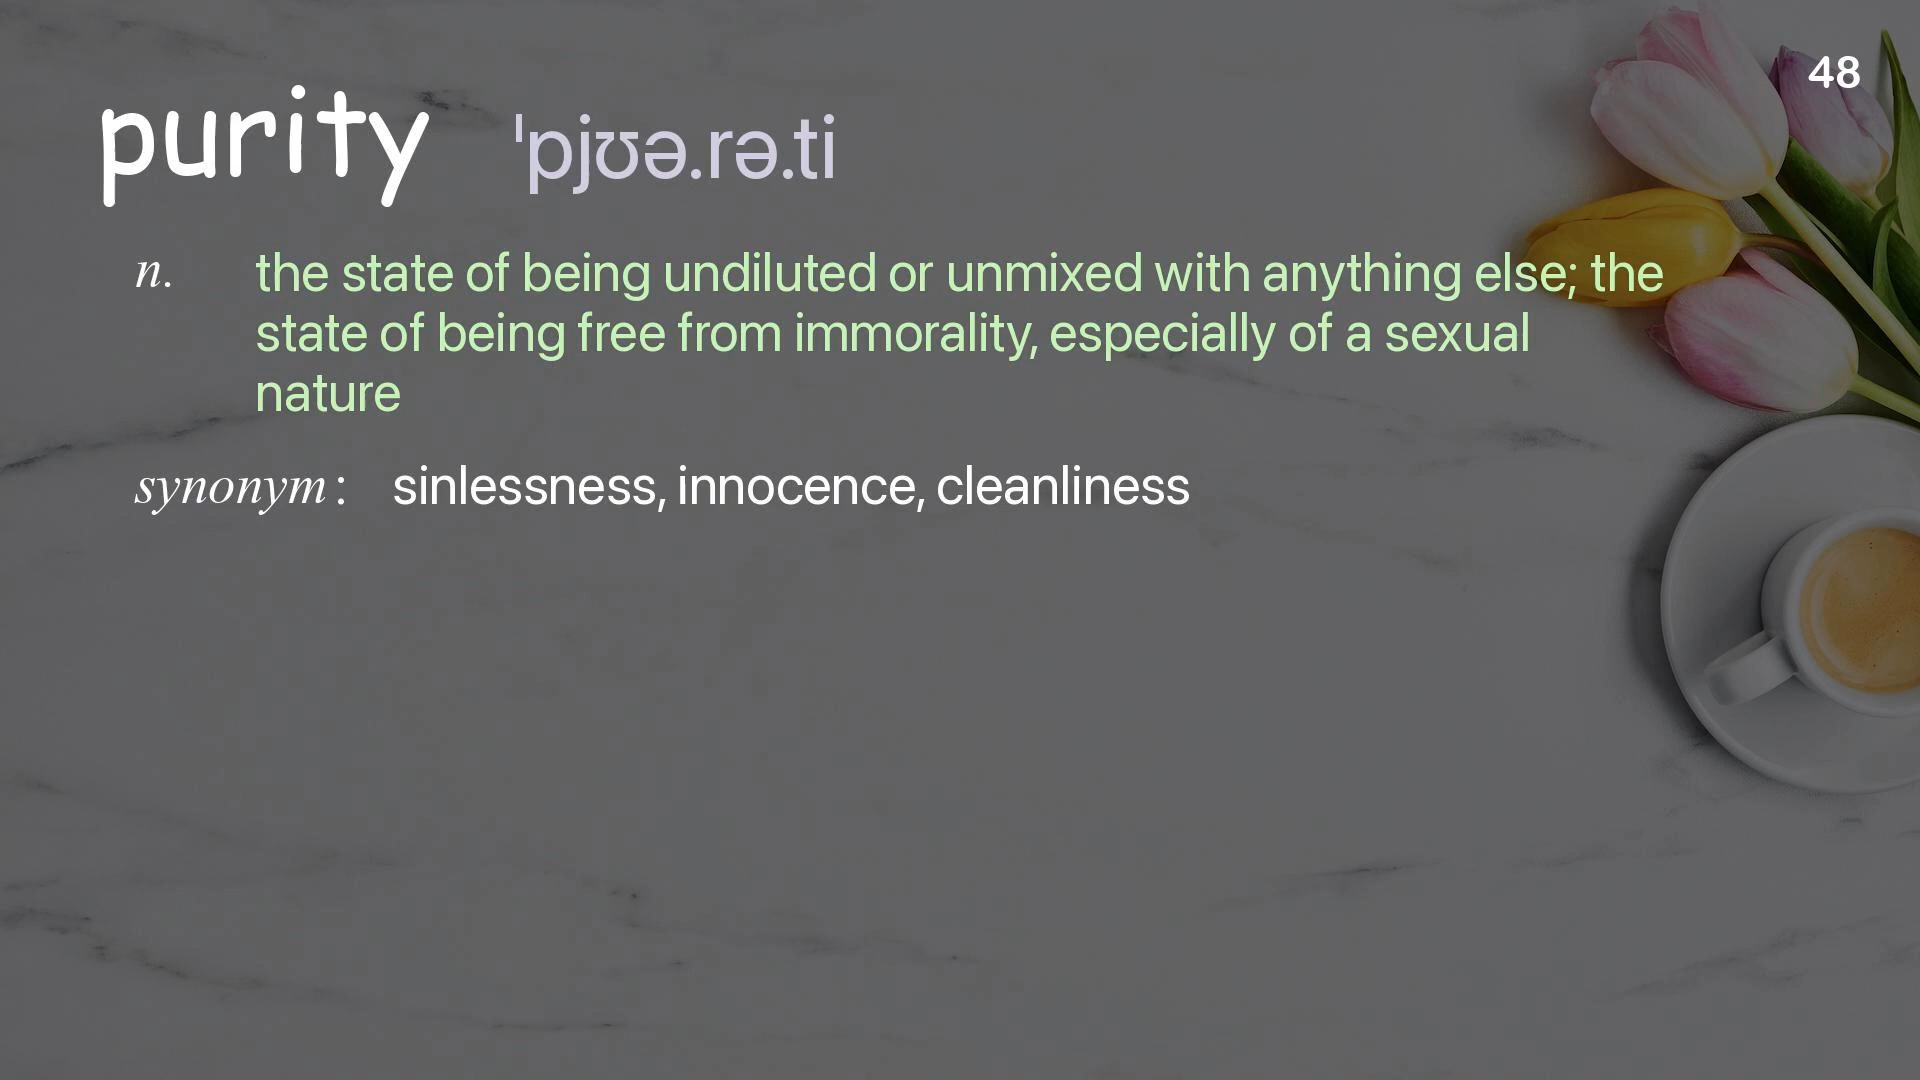 48
purity ˈpjʊə.rə.ti
n. the state of being undiluted or unmixed with anything else; the
state of being free from immorality, especially of a sexual
nature
synonym: sinlessness, innocence, cleanliness